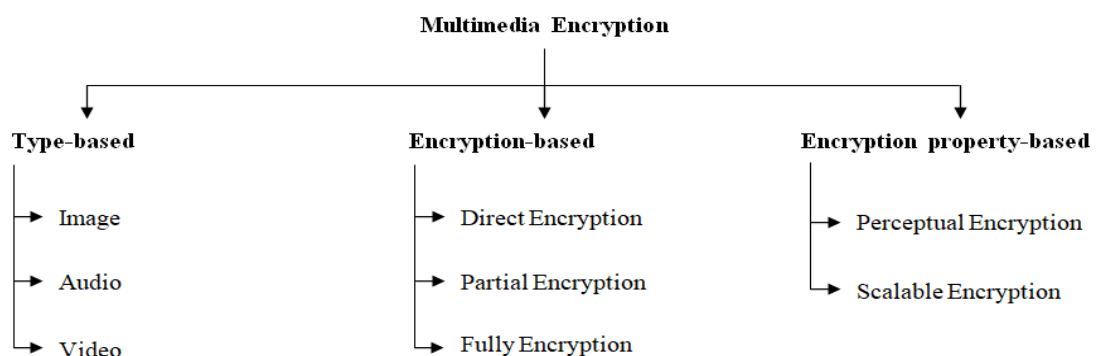 Multimedia Encryption
Type-based
Encryption-based
Encryption property-based
Image
Direct Encryption
Perceptual Encryption
Audio
Partial Encryption
Scalable Encryption
Video
Fully Encryption